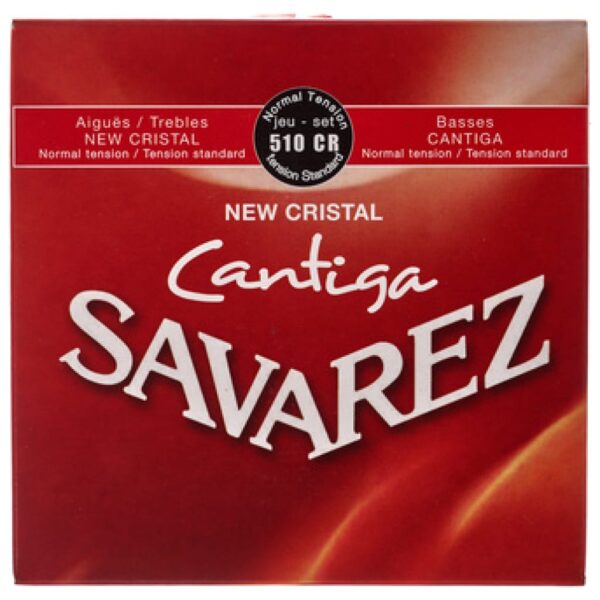 Normal Tension
jeu - set
510 CR
tension Standard
Aiguës / Trebles
NEW CRISTAL
Normal tension / Tension standard
Basses
CANTIGA
Normal tension / Tension standard
NEW CRISTAL
Cantiga
SAVAREZ